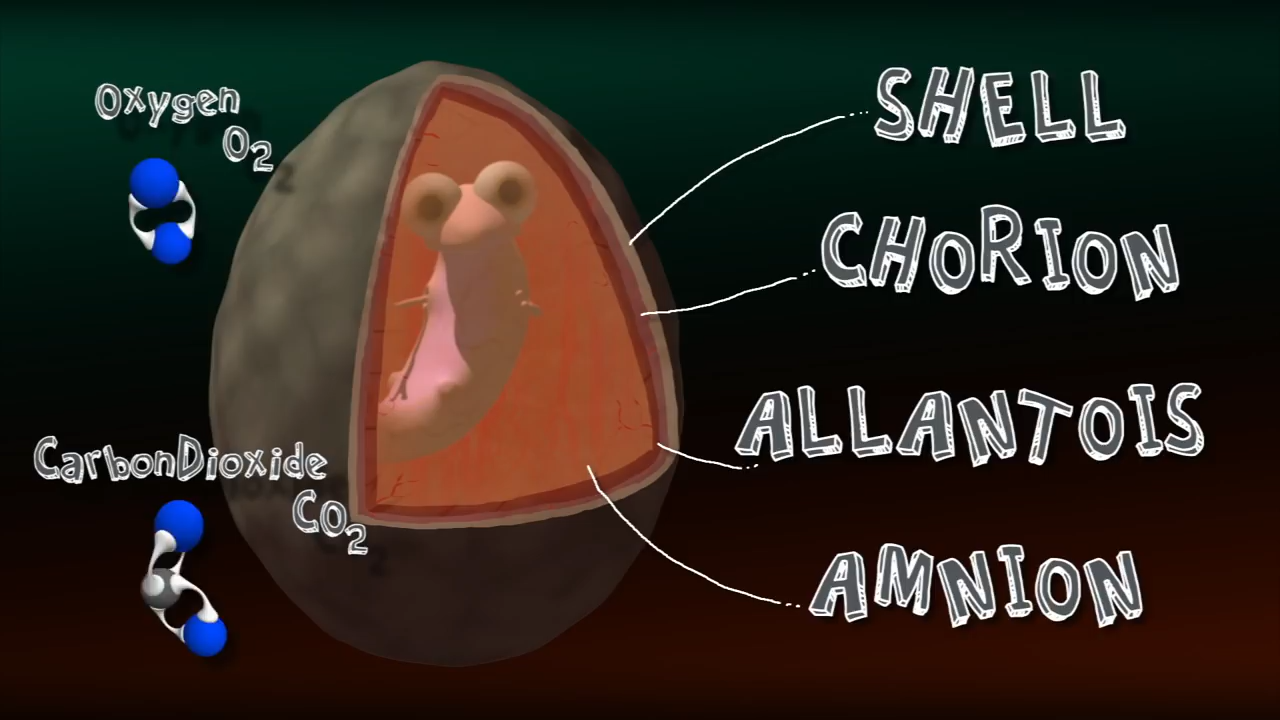 Oxygen
O2
CarbonDioxide
CO2
SHELL
CHORION
ALLANTOIS
AMNION